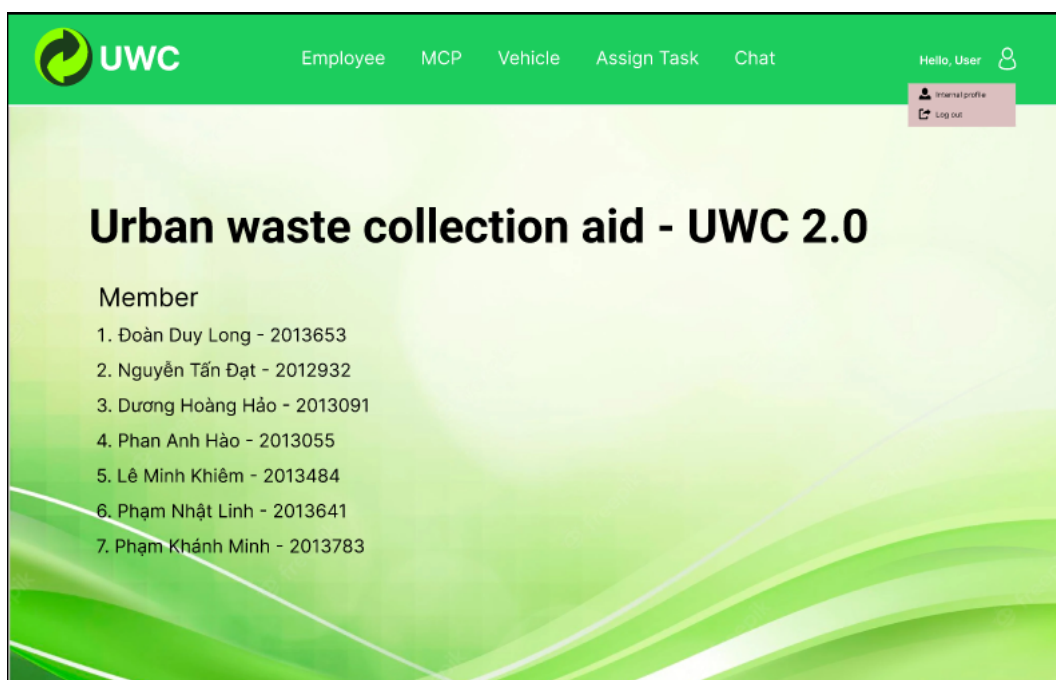 UWC
Employee MCP Vehicle Assign Task Chat
Hello, User
Internal profile
Log out
Urban waste collection aid - UWC 2.0
Member
1. Đoàn Duy Long - 2013653
2. Nguyễn Tấn Đạt - 2012932
3. Dương Hoàng Hảo - 2013091
4. Phan Anh Hào - 2013055
5. Lê Minh Khiêm - 2013484
6. Phạm Nhật Linh - 2013641
7. Phạm Khánh Minh - 2013783